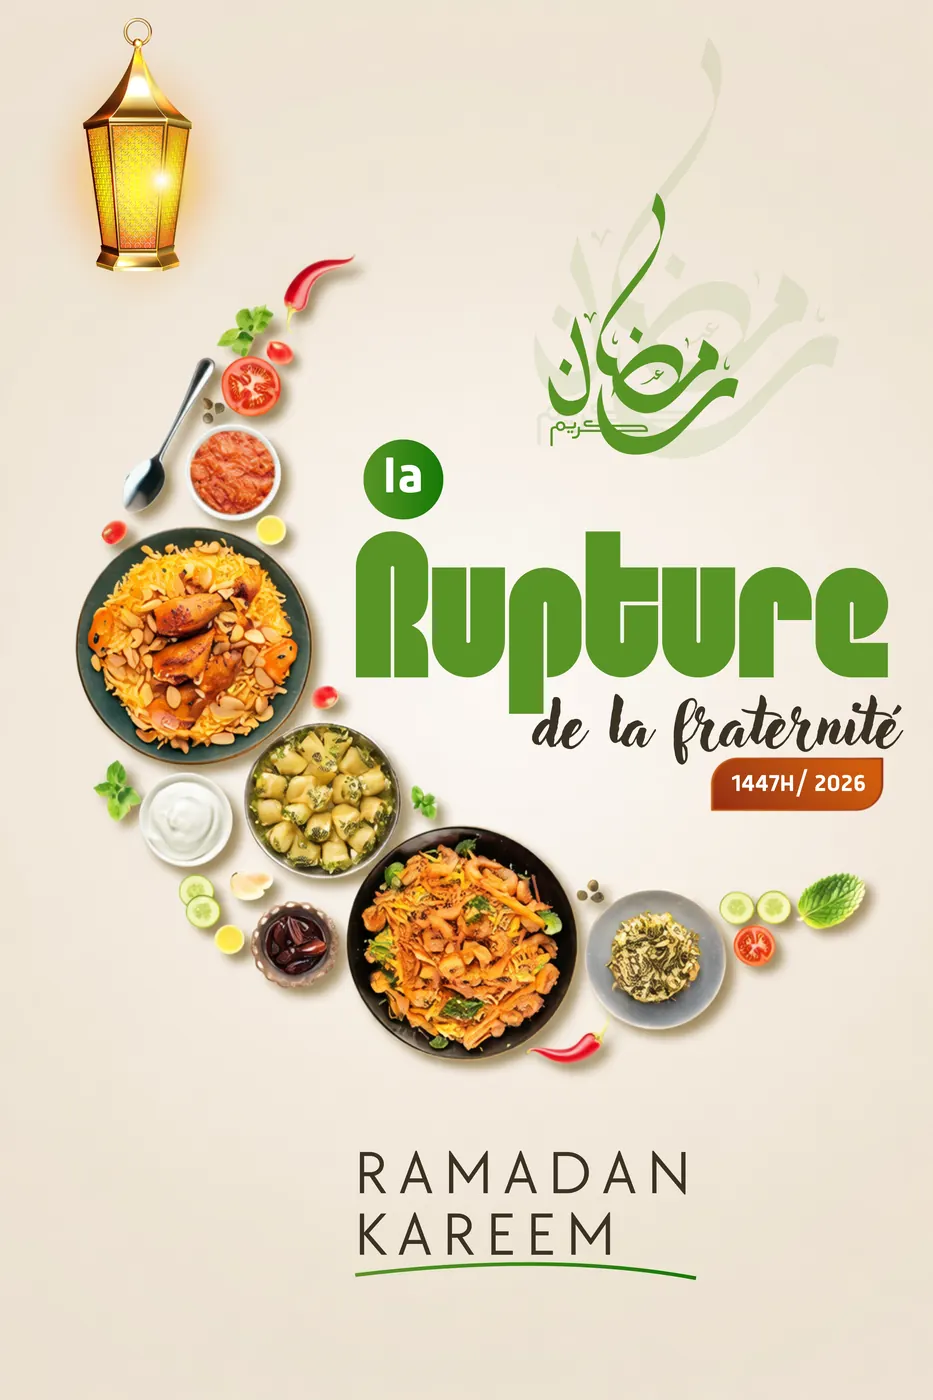 رمضان
كريم
la
Rupture
de la fraternité
1447H/ 2026
RAMADAN
KAREEM